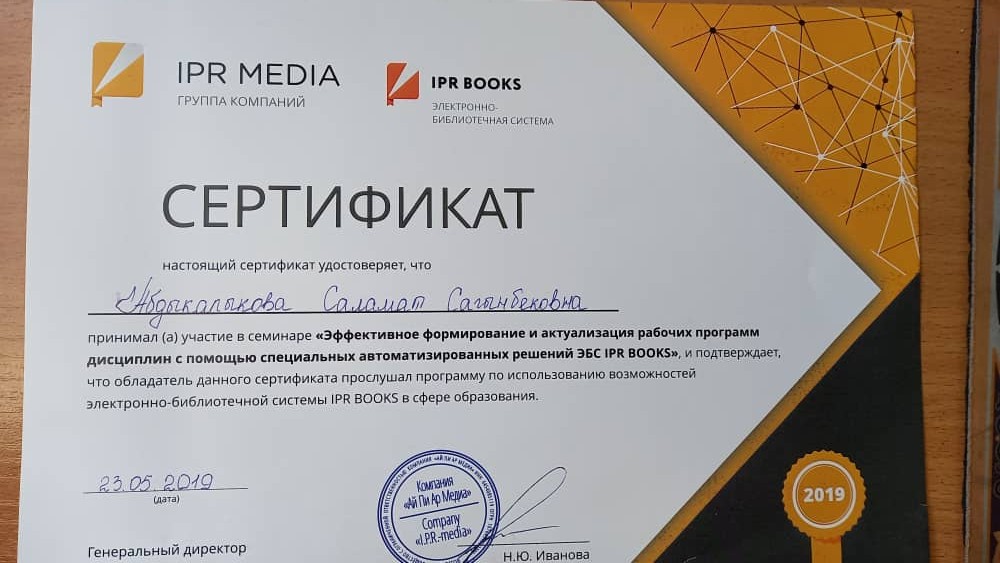 IPR MEDIA
ГРУППА КОМПАНИЙ
IPR BOOKS
ЭЛЕКТРОННО-
БИБЛИОТЕЧНАЯ СИСТЕМА
СЕРТИФИКАТ
настоящий сертификат удостоверяет, что
Абдыкалыкова Саламат Сагынбековна
принимал (а) участие в семинаре «Эффективное формирование и актуализация рабочих программ
дисциплин с помощью специальных автоматизированных решений ЭБС IPR BOOKS», и подтверждает,
что обладатель данного сертификата прослушал программу по использованию возможностей
электронно-библиотечной системы IPR BOOKS в сфере образования.
23.05.2019
(дата)
Компания
«Ай Пи Ар Медиа»
Company
«I.P.R.-media»
2019
Генеральный директор
Н.Ю. Иванова